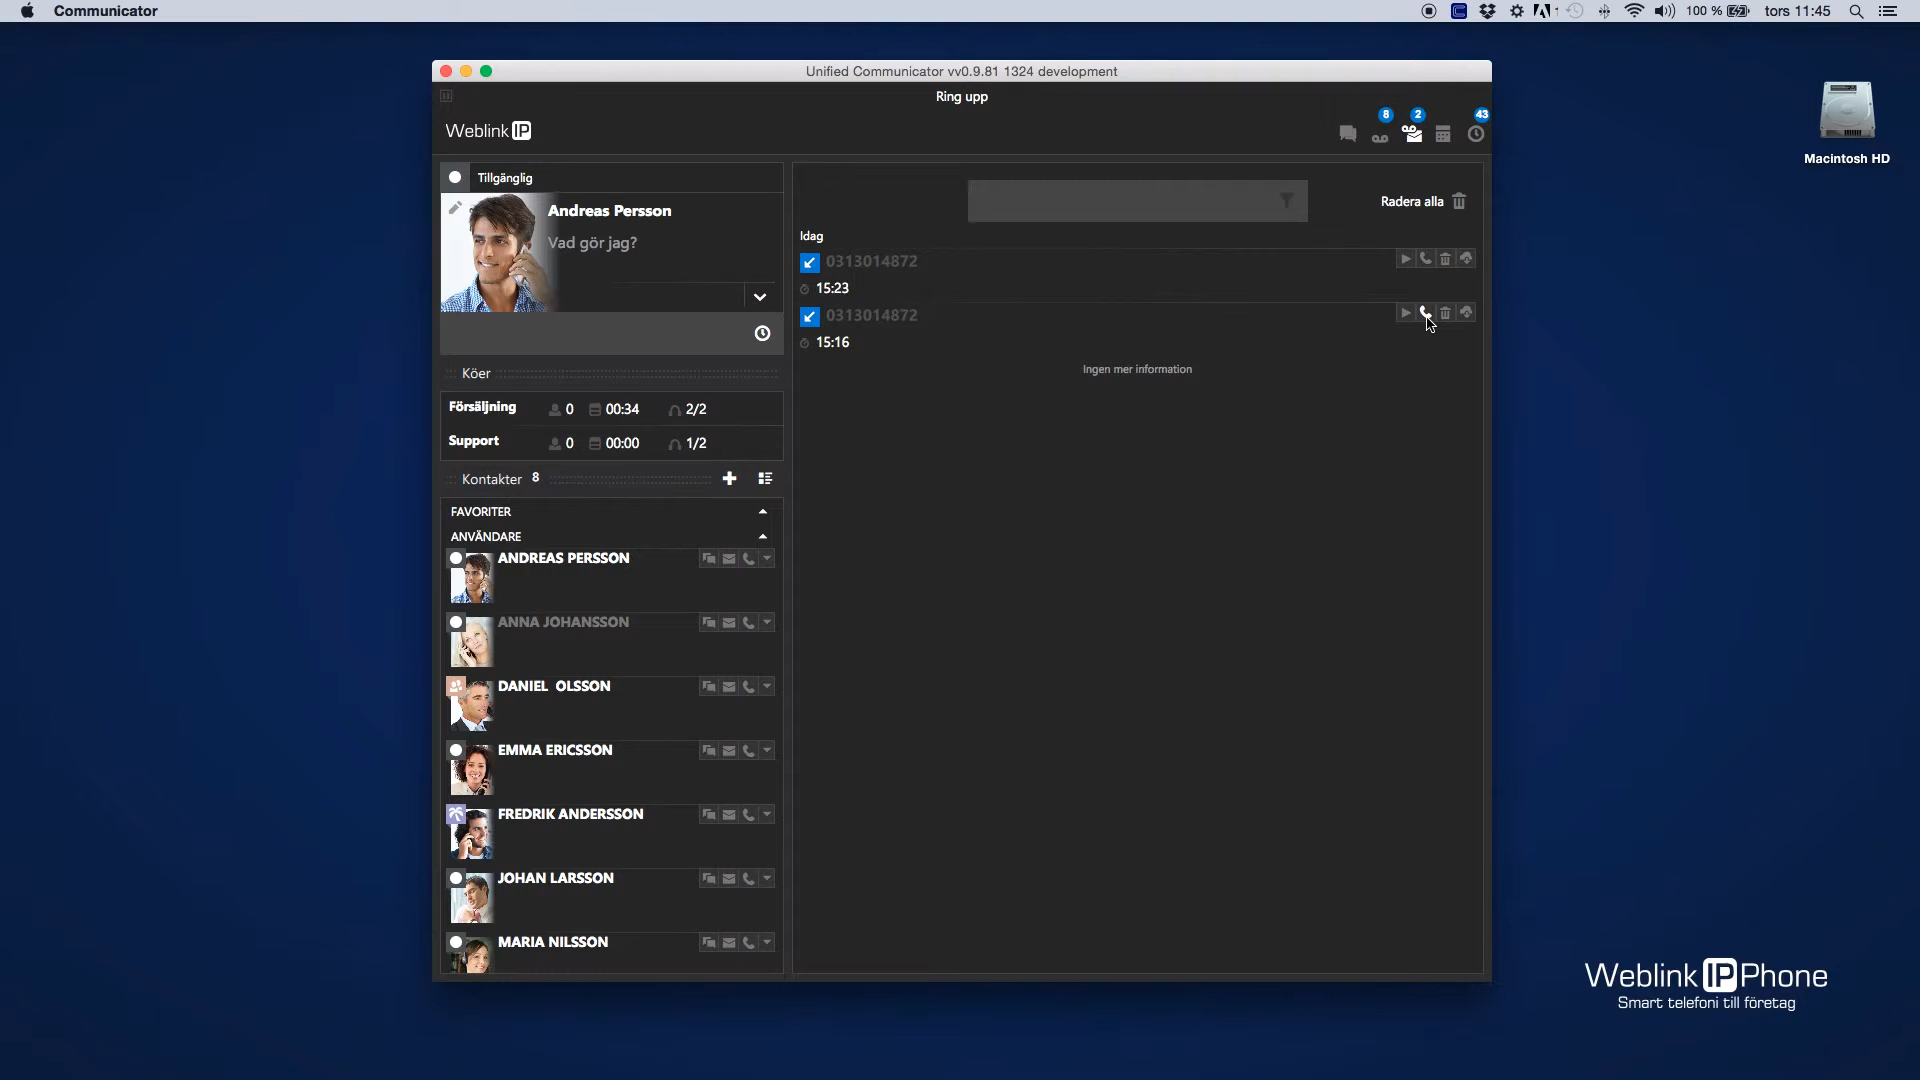 Communicator
1
100 %
tors 11:45
Unified Communicator vv0.9.81 1324 development
Ring upp
Weblink IP
8
2
43
Tillgänglig
Andreas Persson
Vad gör jag?
Radera alla
Idag
0313014872
15:23
0313014872
15:16
Ingen mer information
Köer
Försäljning 0 00:34 2/2
Support 0 00:00 1/2
Kontakter 8
FAVORITER
ANVÄNDARE
ANDREAS PERSSON
ANNA JOHANSSON
DANIEL OLSSON
EMMA ERICSSON
FREDRIK ANDERSSON
JOHAN LARSSON
MARIA NILSSON
Macintosh HD
Weblink IP Phone
Smart telefoni till företag